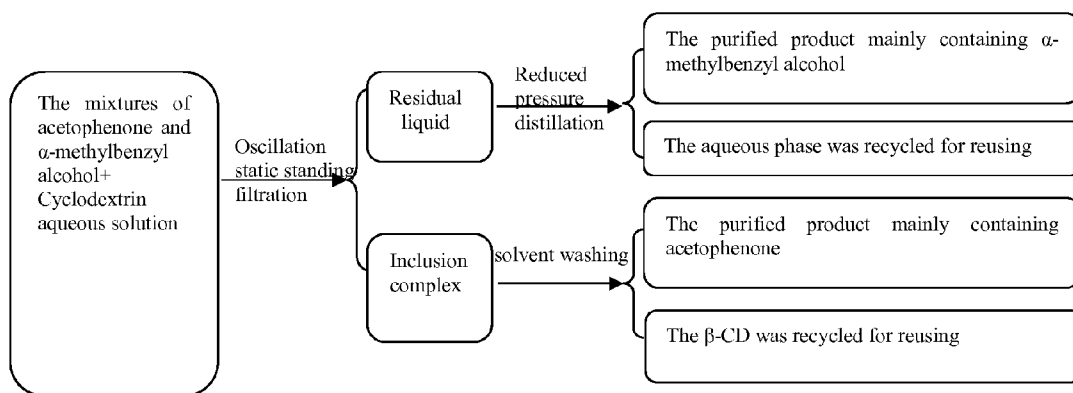 The mixtures of
acetophenone and
α-methylbenzyl
alcohol+
Cyclodextrin
aqueous solution
Oscillation
static standing
filtration
Residual
liquid
Reduced
pressure
distillation
The purified product mainly containing α-
methylbenzyl alcohol
The aqueous phase was recycled for reusing
Inclusion
complex
solvent washing
The purified product mainly containing
acetophenone
The β-CD was recycled for reusing